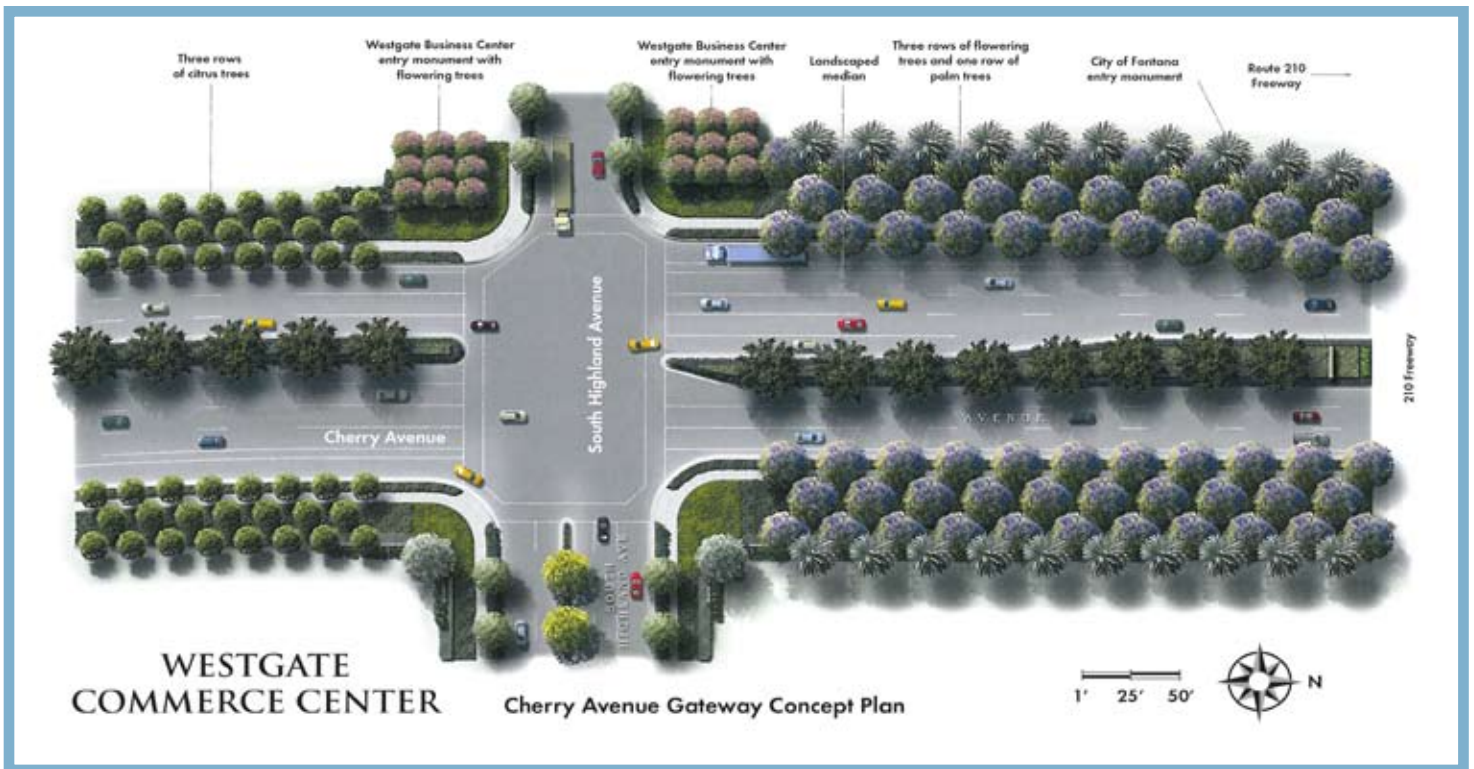 Three rows
of citrus trees
Westgate Business Center
entry monument with
flowering trees
Westgate Business Center
entry monument with
flowering trees
Landscaped
median
Three rows of flowering
trees and one row of
palm trees
City of Fontana
entry monument
Route 210
Freeway
South Highland Avenue
210 Freeway
Cherry Avenue
AVENUE
SOUTH
HIGHLAND AVE
WESTGATE
COMMERCE CENTER
Cherry Avenue Gateway Concept Plan
1' 25' 50'
N